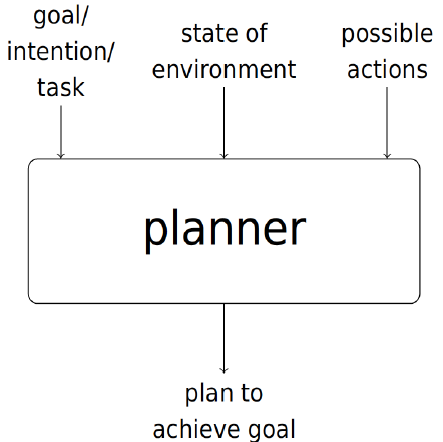 goal/
intention/
task
state of
environment
possible
actions
planner
plan to
achieve goal